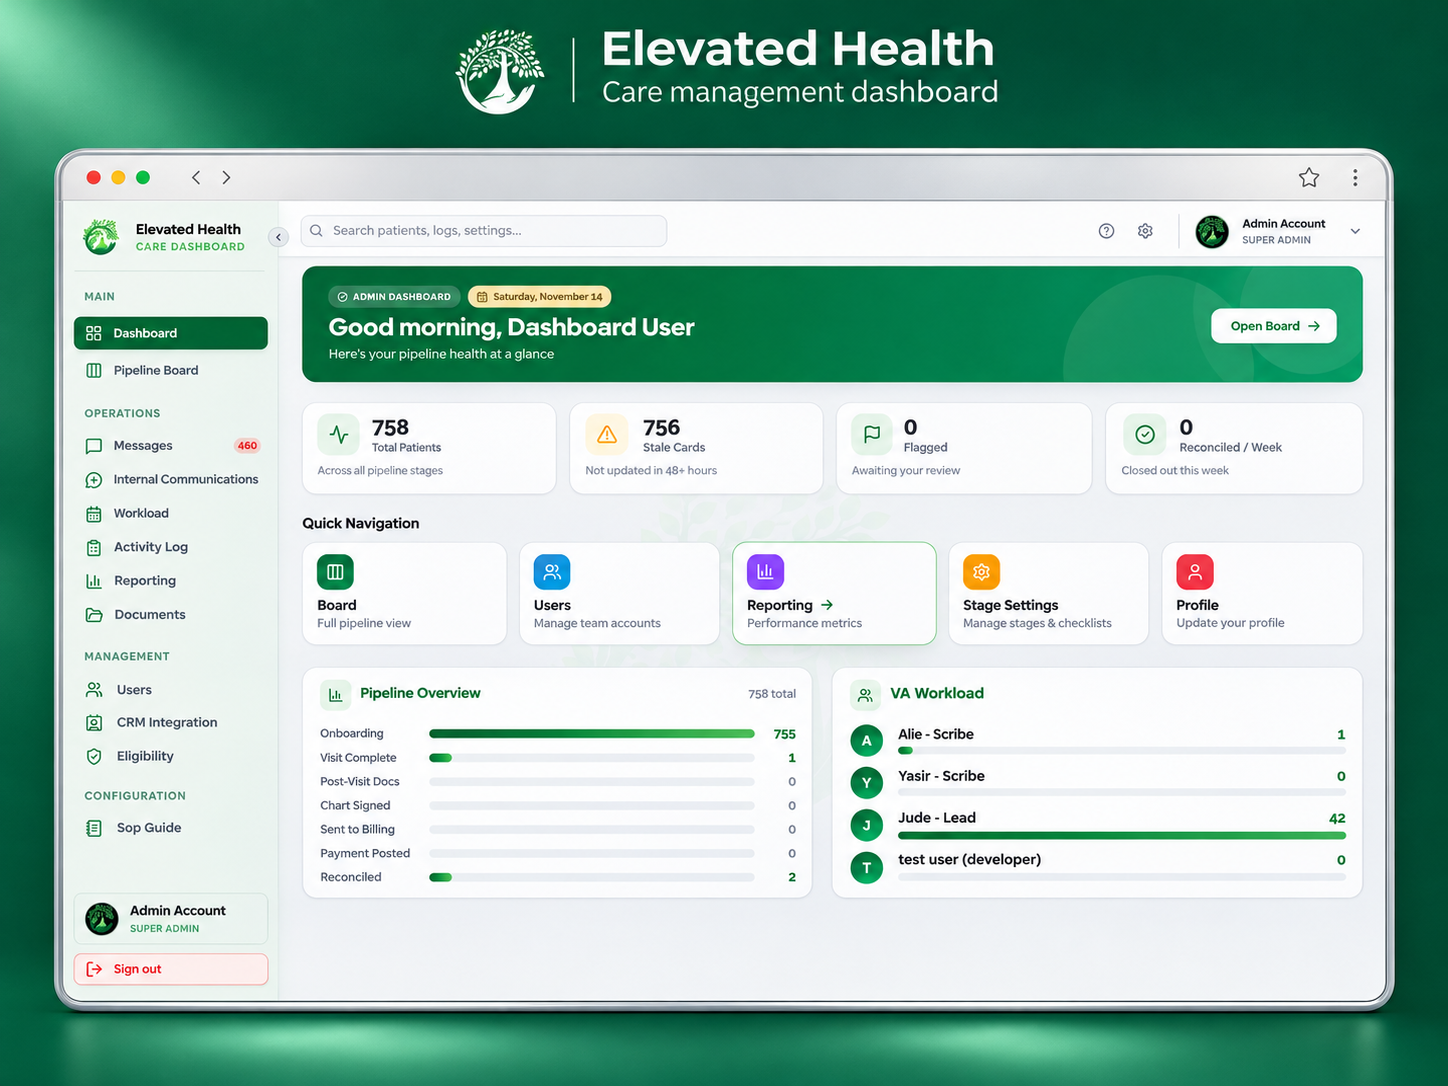 Elevated Health
Care management dashboard
Elevated Health
CARE DASHBOARD
Search patients, logs, settings...
Admin Account
SUPER ADMIN
MAIN
Dashboard
Pipeline Board
OPERATIONS
Messages 460
Internal Communications
Workload
Activity Log
Reporting
Documents
MANAGEMENT
Users
CRM Integration
Eligibility
CONFIGURATION
Sop Guide
Admin Account
SUPER ADMIN
Sign out
ADMIN DASHBOARD Saturday, November 14
Good morning, Dashboard User
Here's your pipeline health at a glance
Open Board
758
Total Patients
Across all pipeline stages
756
Stale Cards
Not updated in 48+ hours
0
Flagged
Awaiting your review
0
Reconciled / Week
Closed out this week
Quick Navigation
Board
Full pipeline view
Users
Manage team accounts
Reporting
Performance metrics
Stage Settings
Manage stages & checklists
Profile
Update your profile
Pipeline Overview 758 total
Onboarding 755
Visit Complete 1
Post-Visit Docs 0
Chart Signed 0
Sent to Billing 0
Payment Posted 0
Reconciled 2
VA Workload
A Alie - Scribe 1
Y Yasir - Scribe 0
J Jude - Lead 42
T test user (developer) 0